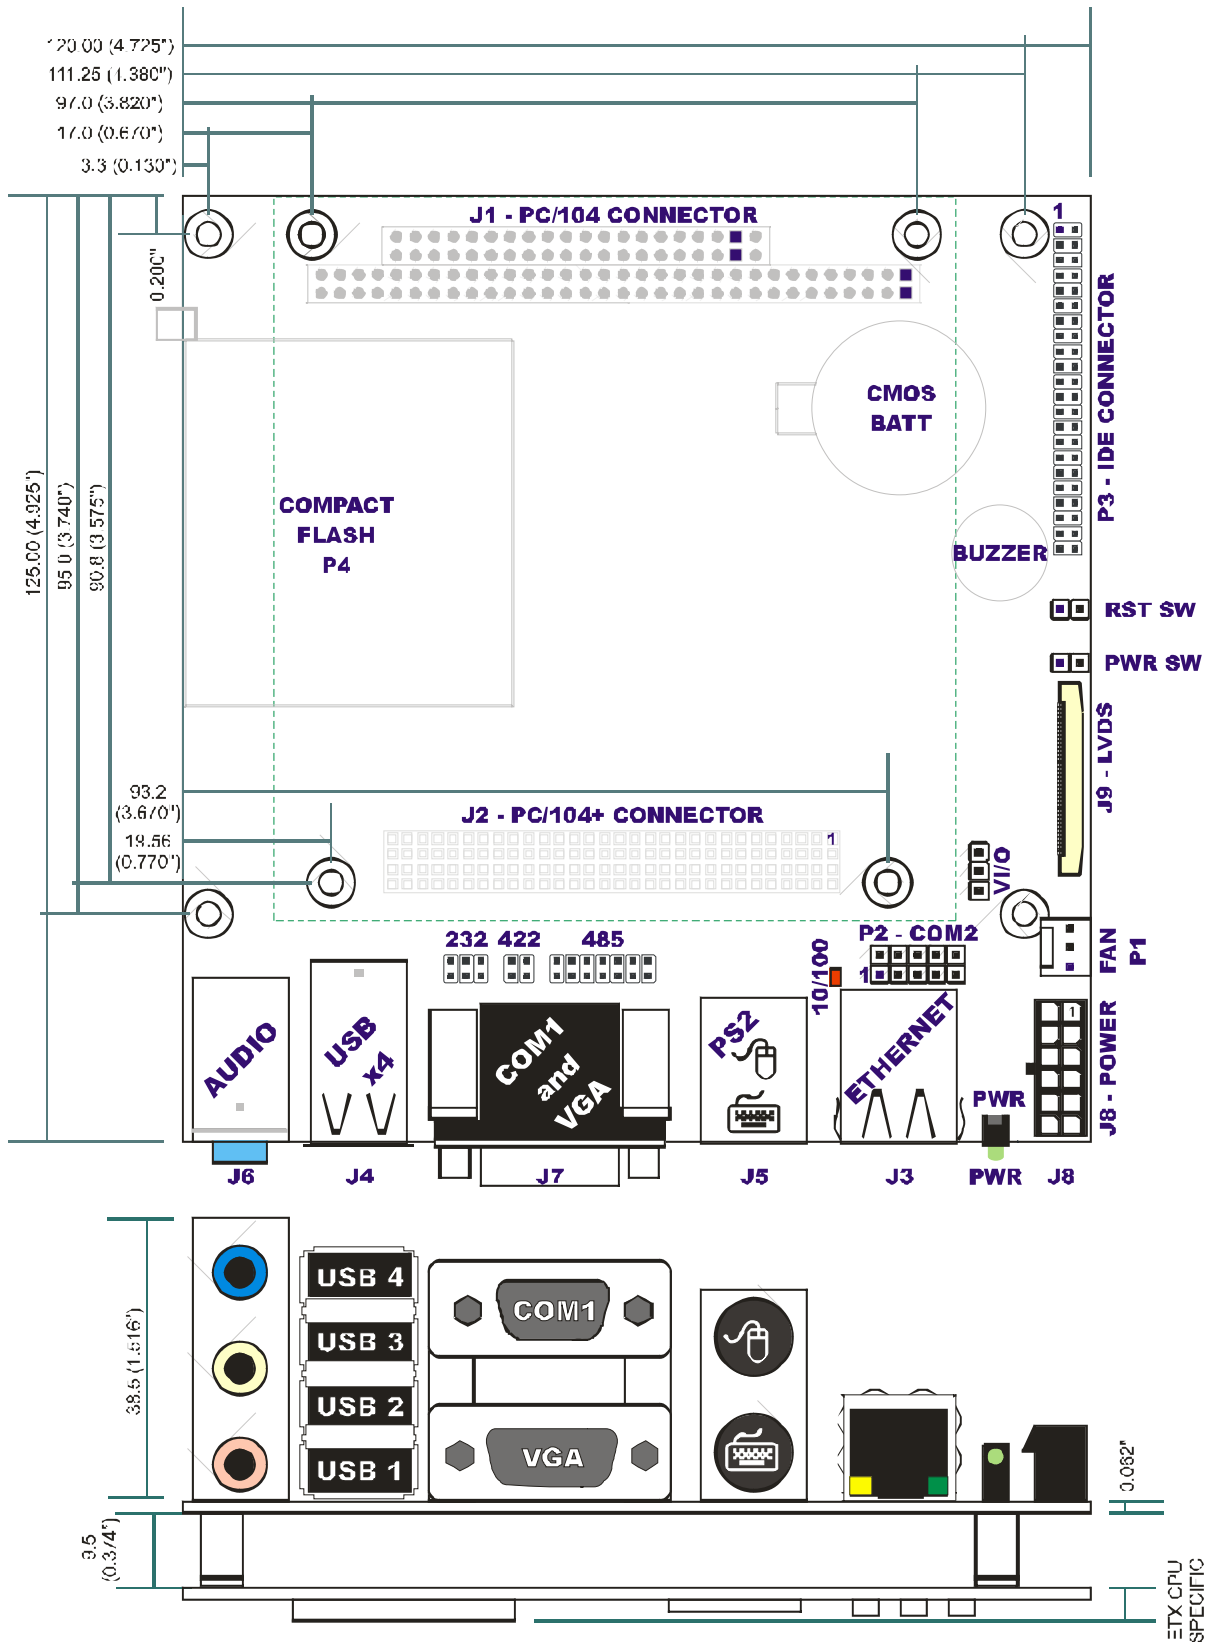 120.00 (4.725")
111.25 (4.380")
97.0 (3.820")
17.0 (0.670")
3.3 (0.130")
0.200"
125.00 (4.925")
95.0 (3.740")
90.8 (3.575")
J1 - PC/104 CONNECTOR
1
P3 - IDE CONNECTOR
CMOS
BATT
COMPACT
FLASH
P4
BUZZER
RST SW
PWR SW
J9 - LVDS
93.2
(3.670")
19.56
(0.770")
J2 - PC/104+ CONNECTOR
1
VI/O
232 422 485
P2 - COM2
1
10/100
FAN
P1
AUDIO
USB
x4
COM1
and
VGA
PS2
ETHERNET
PWR
1
J8 - POWER
J6
J4
J7
J5
J3
PWR
J8
38.5 (1.516")
USB 4
USB 3
USB 2
USB 1
COM1
VGA
0.062"
9.5
(0.374")
ETX CPU
SPECIFIC